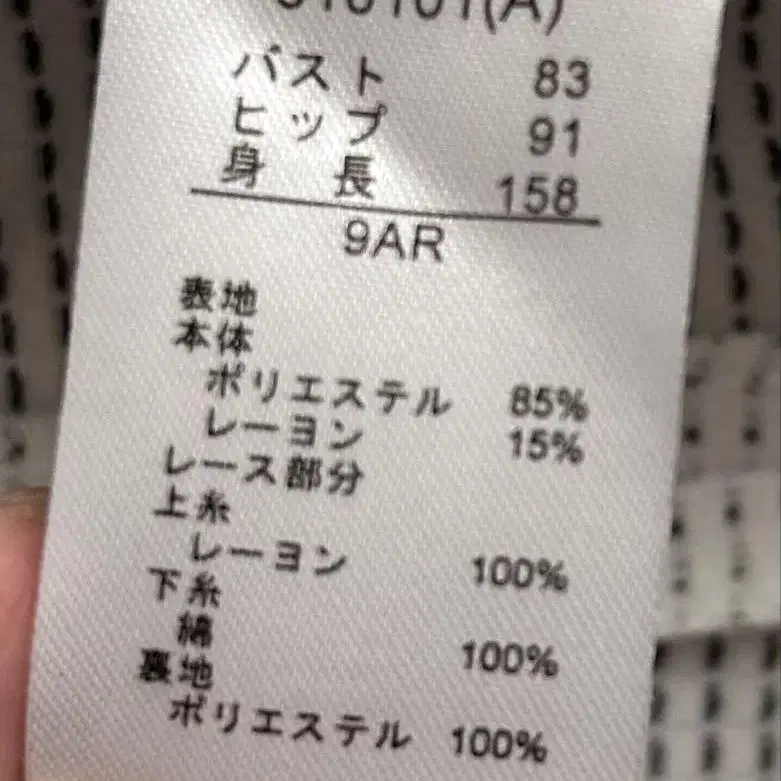 バスト 83
ヒップ 91
身長 158
9AR
表地
本体
ポリエステル 85%
レーヨン 15%
レース部分
上糸
レーヨン 100%
下糸
綿 100%
裏地
ポリエステル 100%